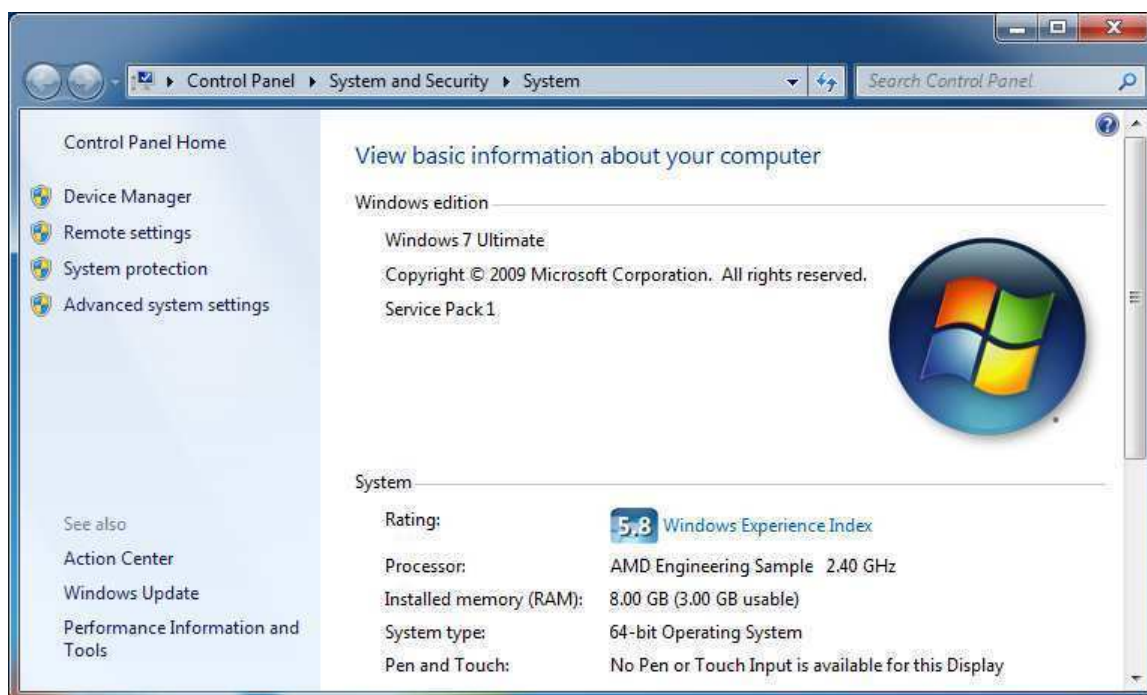 Control Panel ▸ System and Security ▸ System
Search Control Panel
Control Panel Home
Device Manager
Remote settings
System protection
Advanced system settings
See also
Action Center
Windows Update
Performance Information and
Tools
View basic information about your computer
Windows edition
Windows 7 Ultimate
Copyright © 2009 Microsoft Corporation. All rights reserved.
Service Pack 1
System
Rating:
5,8 Windows Experience Index
Processor:
AMD Engineering Sample 2.40 GHz
Installed memory (RAM):
8.00 GB (3.00 GB usable)
System type:
64-bit Operating System
Pen and Touch:
No Pen or Touch Input is available for this Display